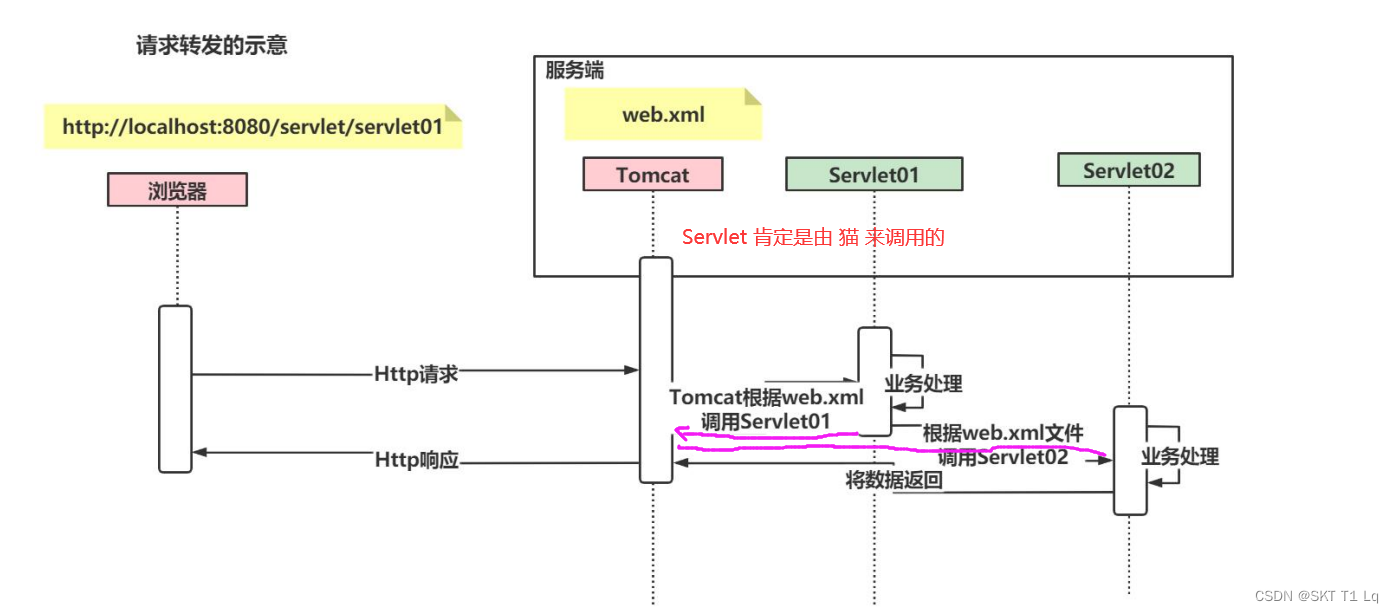 请求转发的示意
服务端
http://localhost:8080/servlet/servlet01
web.xml
浏览器
Tomcat
Servlet01
Servlet02
Servlet 肯定是由 猫 来调用的
Http请求
Tomcat根据web.xml
调用Servlet01
业务处理
根据web.xml文件
调用Servlet02
业务处理
Http响应
将数据返回
CSDN @SKT T1 Lq